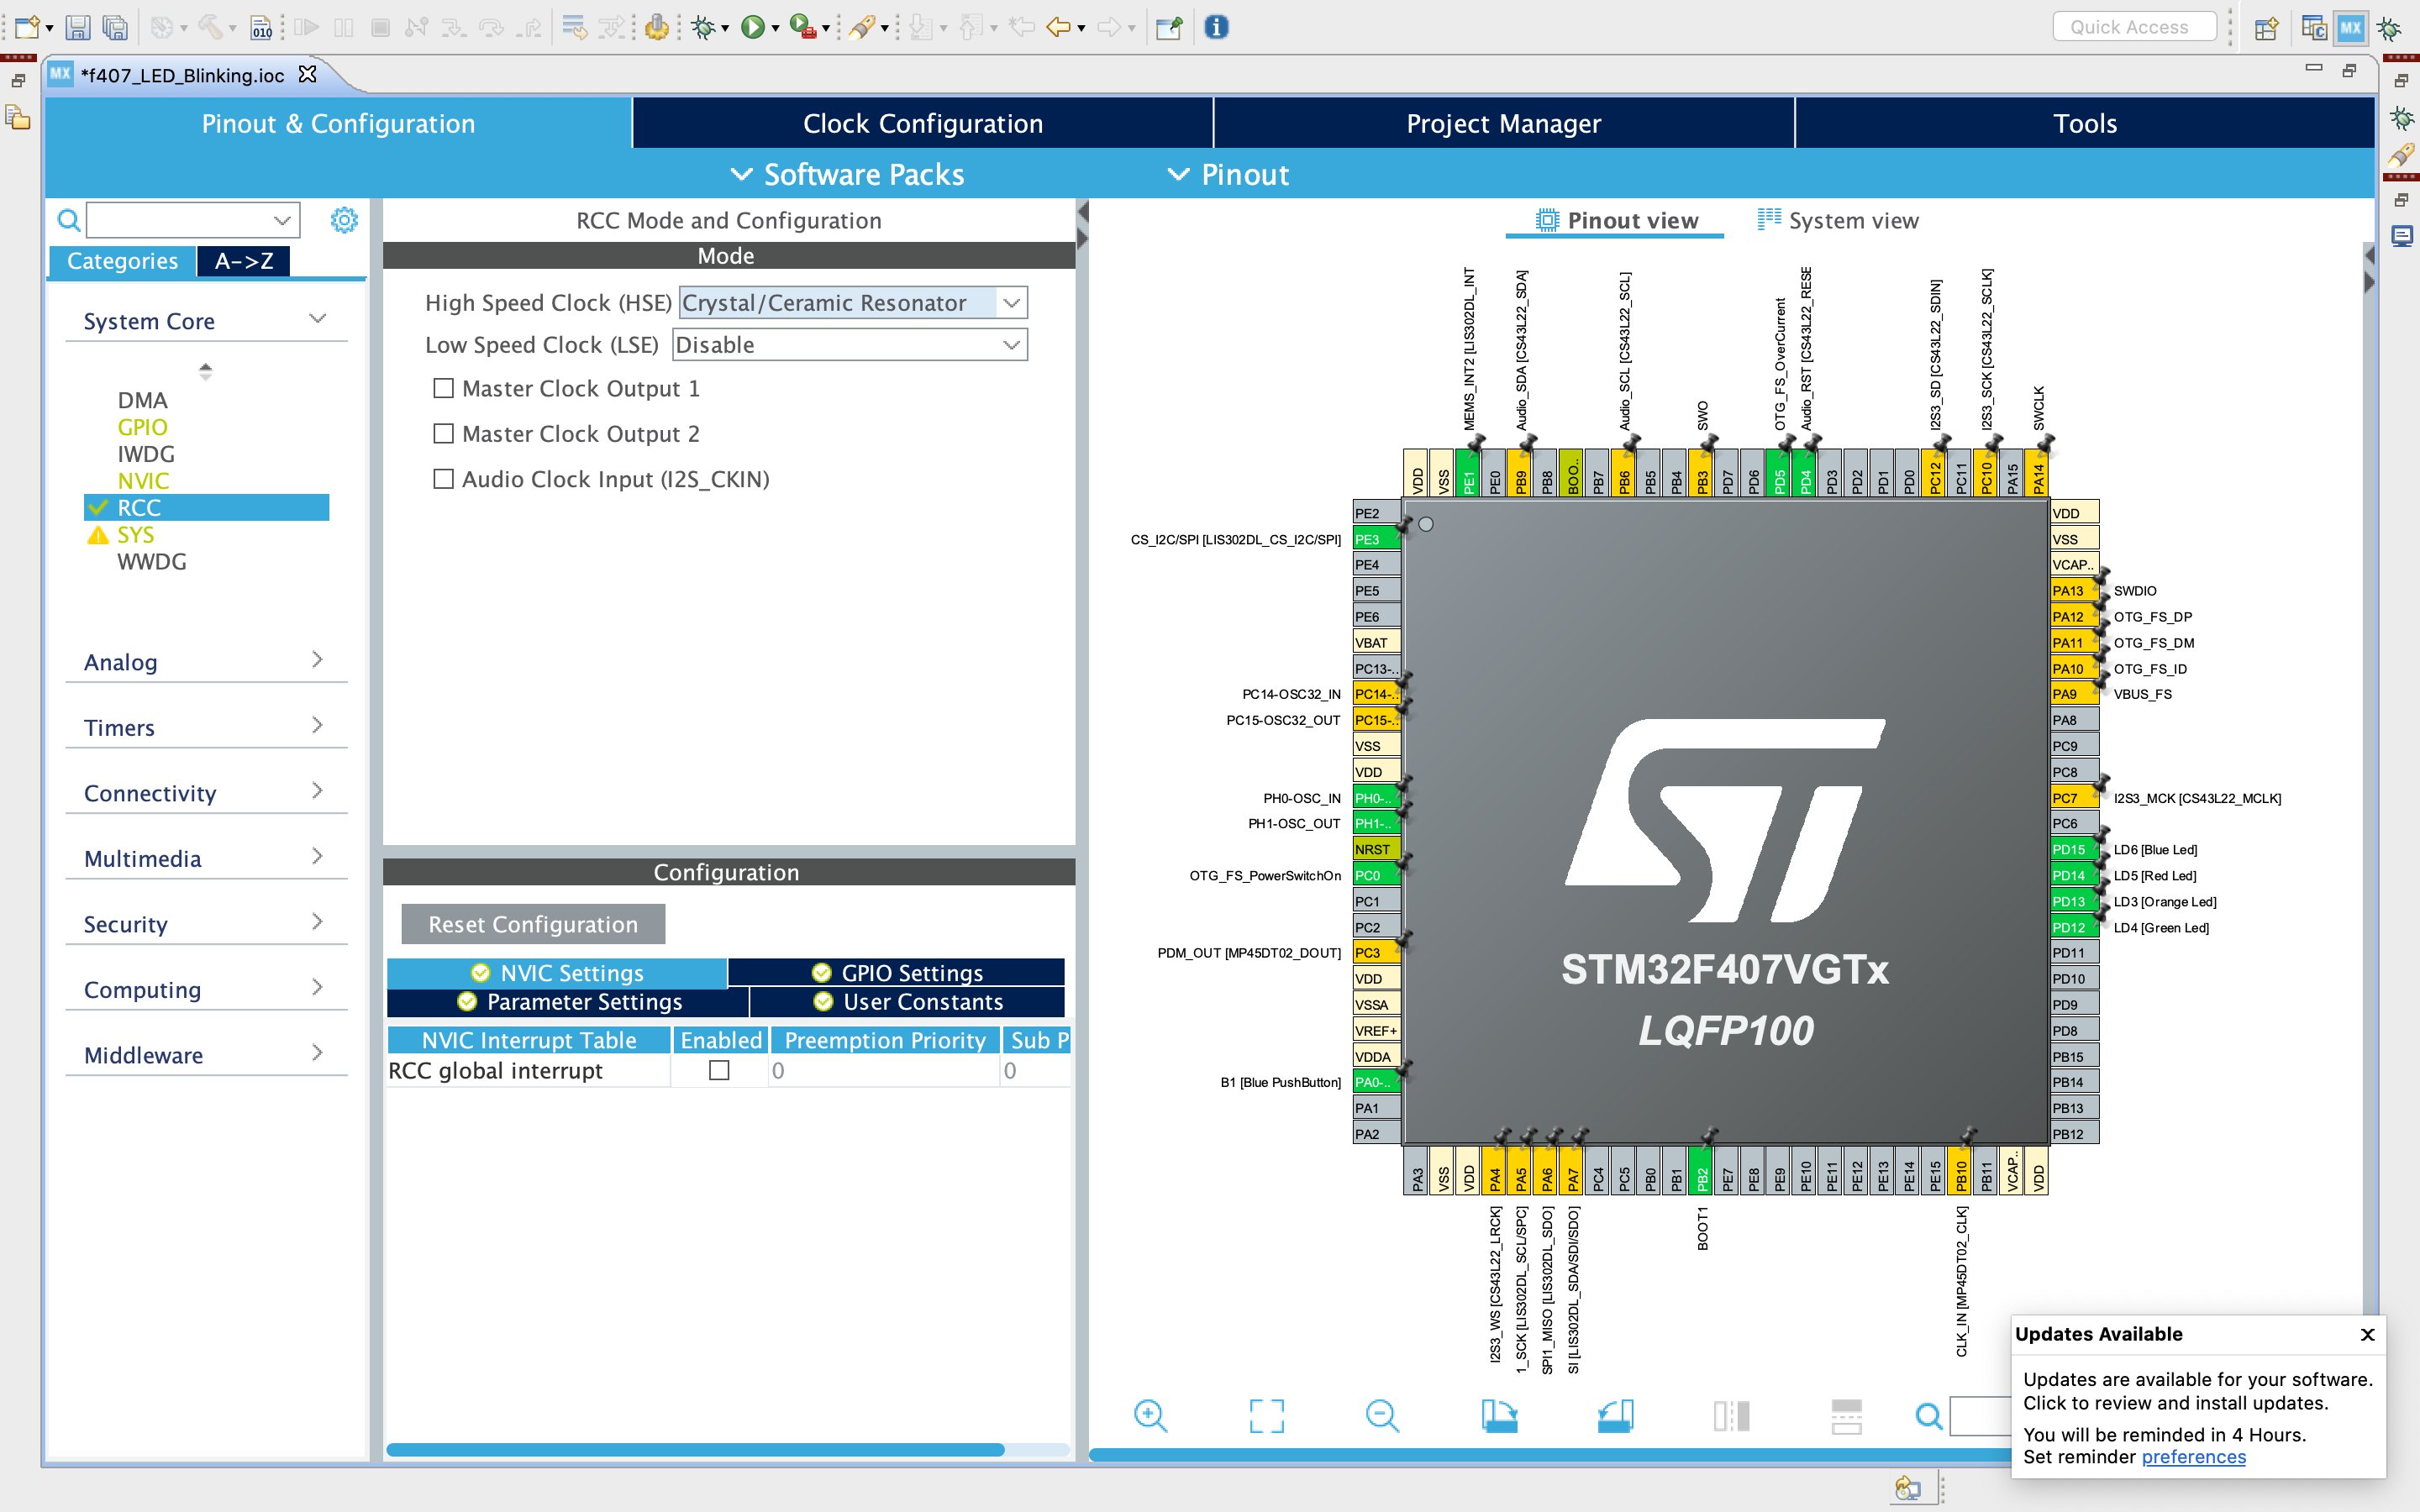 Quick Access
MX
010
MX *f407_LED_Blinking.ioc
Pinout & Configuration
Clock Configuration
Project Manager
Tools
Software Packs
Pinout
Categories
A->Z
System Core
DMA
GPIO
IWDG
NVIC
RCC
SYS
WWDG
Analog
Timers
Connectivity
Multimedia
Security
Computing
Middleware
RCC Mode and Configuration
Mode
High Speed Clock (HSE) Crystal/Ceramic Resonator
Low Speed Clock (LSE) Disable
Master Clock Output 1
Master Clock Output 2
Audio Clock Input (I2S_CKIN)
Configuration
Reset Configuration
NVIC Settings
GPIO Settings
Parameter Settings
User Constants
NVIC Interrupt Table Enabled Preemption Priority Sub P
RCC global interrupt 0 0
Pinout view
System view
MEMS_INT2 [LIS302DL_INT
Audio_SDA [CS43L22_SDA]
Audio_SCL [CS43L22_SCL]
SWO
OTG_FS_OverCurrent
Audio_RST [CS43L22_RESE
I2S3_SD [CS43L22_SDIN]
I2S3_SCK [CS43L22_SCLK]
SWCLK
VDD
VSS
PE1
PE0
PB9
PB8
BOO..
PB7
PB6
PB5
PB4
PB3
PD7
PD6
PD5
PD4
PD3
PD2
PD1
PD0
PC12
PC11
PC10
PA15
PA14
PE2
CS_I2C/SPI [LIS302DL_CS_I2C/SPI] PE3
PE4
PE5
PE6
VBAT
PC13-..
PC14-OSC32_IN PC14-..
PC15-OSC32_OUT PC15-..
VSS
VDD
PH0-OSC_IN PH0-..
PH1-OSC_OUT PH1-..
NRST
OTG_FS_PowerSwitchOn PC0
PC1
PC2
PDM_OUT [MP45DT02_DOUT] PC3
VDD
VSSA
VREF+
VDDA
B1 [Blue PushButton] PA0-..
PA1
PA2
STM32F407VGTx
LQFP100
VDD
VSS
VCAP..
PA13 SWDIO
PA12 OTG_FS_DP
PA11 OTG_FS_DM
PA10 OTG_FS_ID
PA9 VBUS_FS
PA8
PC9
PC8
PC7 I2S3_MCK [CS43L22_MCLK]
PC6
PD15 LD6 [Blue Led]
PD14 LD5 [Red Led]
PD13 LD3 [Orange Led]
PD12 LD4 [Green Led]
PD11
PD10
PD9
PD8
PB15
PB14
PB13
PB12
PA3
VSS
VDD
PA4
PA5
PA6
PA7
PC4
PC5
PB0
PB1
PB2
PE7
PE8
PE9
PE10
PE11
PE12
PE13
PE14
PE15
PB10
PB11
VCAP..
VDD
I2S3_WS [CS43L22_LRCK]
1_SCK [LIS302DL_SCL/SPC]
SPI1_MISO [LIS302DL_SDO]
SI [LIS302DL_SDA/SDI/SDO]
BOOT1
CLK_IN [MP45DT02_CLK]
Updates Available
Updates are available for your software.
Click to review and install updates.
You will be reminded in 4 Hours.
Set reminder preferences